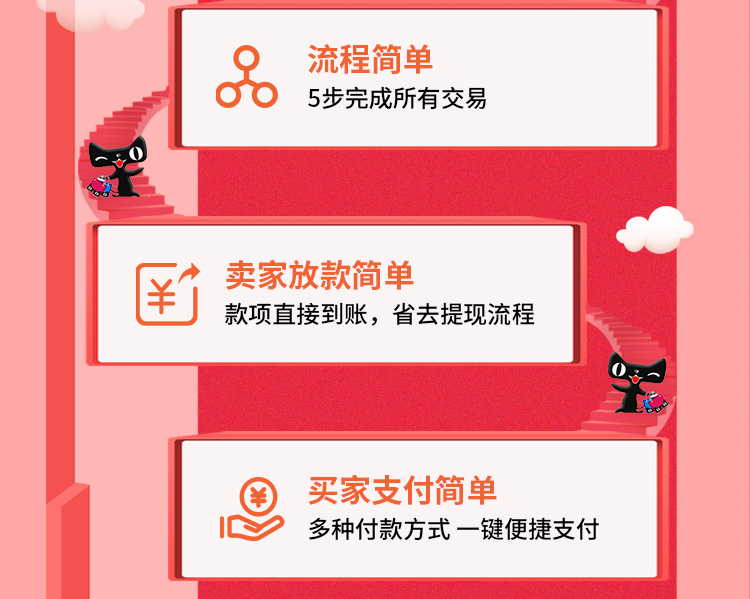 流程简单
5步完成所有交易
卖家放款简单
款项直接到账，省去提现流程
买家支付简单
多种付款方式 一键便捷支付